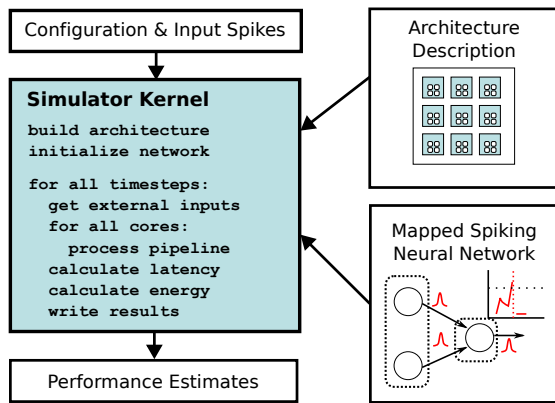 Configuration & Input Spikes
Simulator Kernel
build architecture
initialize network
for all timesteps:
get external inputs
for all cores:
process pipeline
calculate latency
calculate energy
write results
Performance Estimates
Architecture
Description
Mapped Spiking
Neural Network